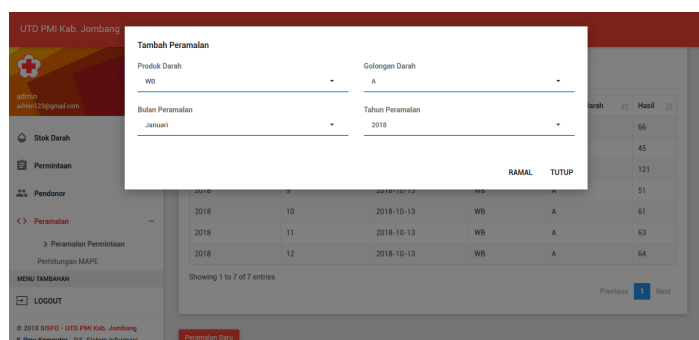 UTD PMI Kab. Jombang
admin
admin123@gmail.com
Stok Darah
Permintaan
Pendonor
Peramalan
> Peramalan Permintaan
Perhitungan MAPE
MENU TAMBAHAN
LOGOUT
© 2018 SISFO - UTD PMI Kab. Jombang.
Tambah Peramalan
Produk Darah Golongan Darah
WB A
Bulan Peramalan Tahun Peramalan
Januari 2018
RAMAL TUTUP
Darah Hasil
66
45
121
2018 9 2018-10-13 WB A 51
2018 10 2018-10-13 WB A 61
2018 11 2018-10-13 WB A 63
2018 12 2018-10-13 WB A 64
Showing 1 to 7 of 7 entries
Previous 1 Next
Peramalan Baru